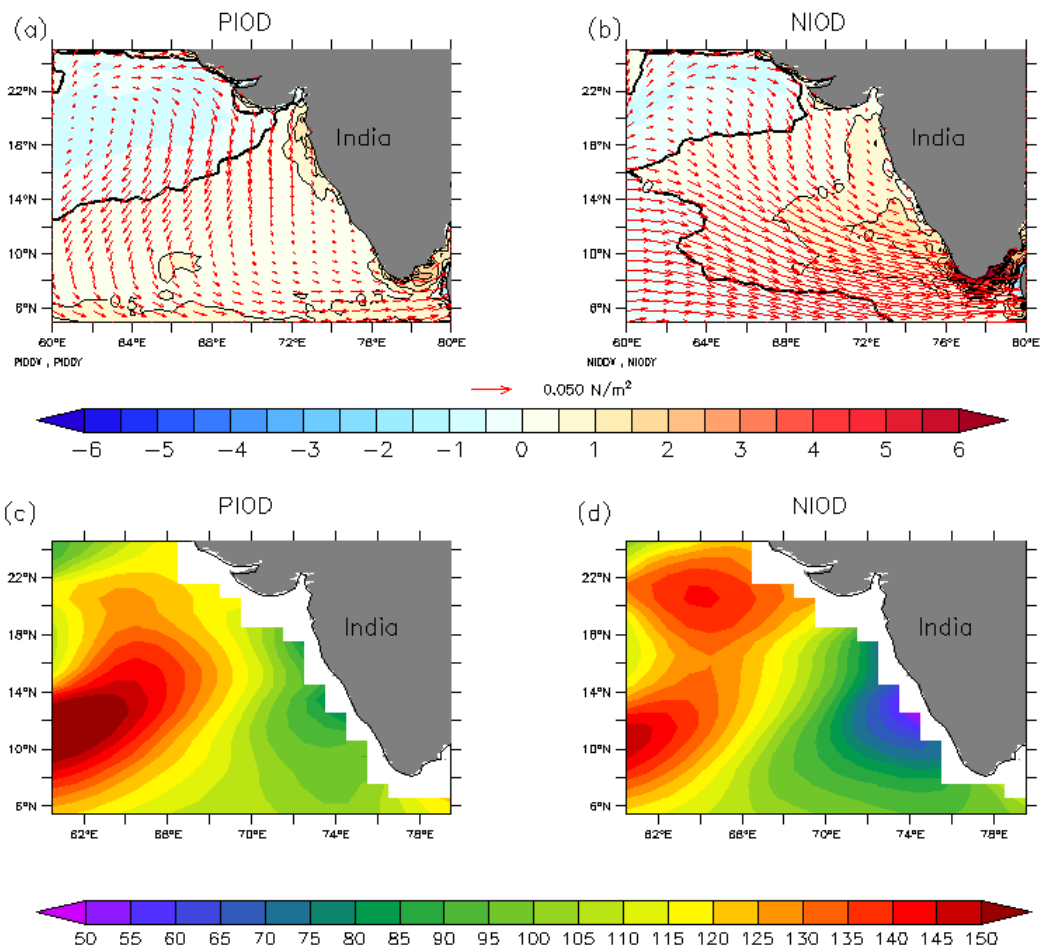 (a) PIOD (b) NIOD
22°N India 22°N India
18°N 18°N
14°N 14°N
10°N 10°N
6°N 0.5 6°N
60°E 64°E 68°E 72°E 76°E 80°E 60°E 64°E 68°E 72°E 76°E 80°E
, NIODY
0.050 N/m²
−6 −5 −4 −3 −2 −1 0 1 2 3 4 5 6
(c) PIOD (d) NIOD
22°N 22°N
18°N India 18°N India
14°N 14°N
10°N 10°N
6°N 6°N
62°E 66°E 70°E 74°E 78°E 62°E 66°E 70°E 74°E 78°E
50 55 60 65 70 75 80 85 90 95 100 105 110 115 120 125 130 135 140 145 150